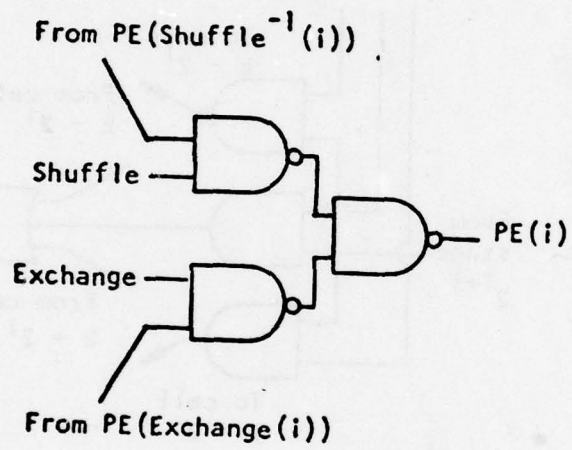 From PE(Shuffle⁻¹(i))
Shuffle
PE(i)
Exchange
From PE(Exchange(i))